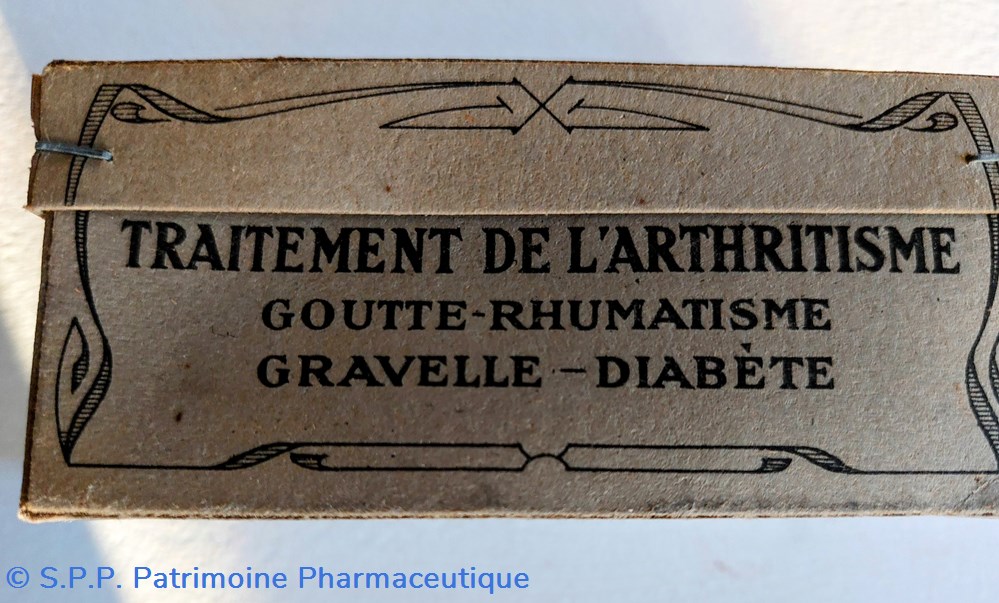 TRAITEMENT DE L'ARTHRITISME
GOUTTE-RHUMATISME
GRAVELLE - DIABÈTE
© S.P.P. Patrimoine Pharmaceutique